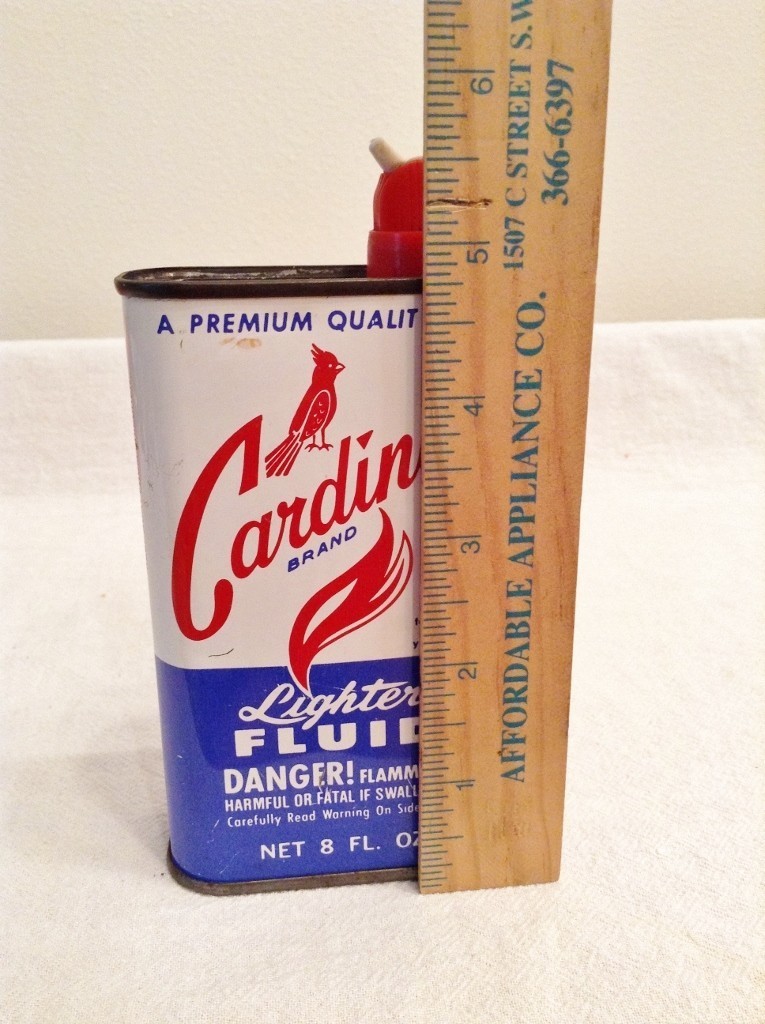 A PREMIUM QUALIT
Cardin
BRAND
Lighter
FLUID
DANGER! FLAMM
HARMFUL OR FATAL IF SWALL
Carefully Read Warning On Side
NET 8 FL. OZ
6
5
4
3
2
1
AFFORDABLE APPLIANCE CO.
1507 C STREET S.W
366-6397